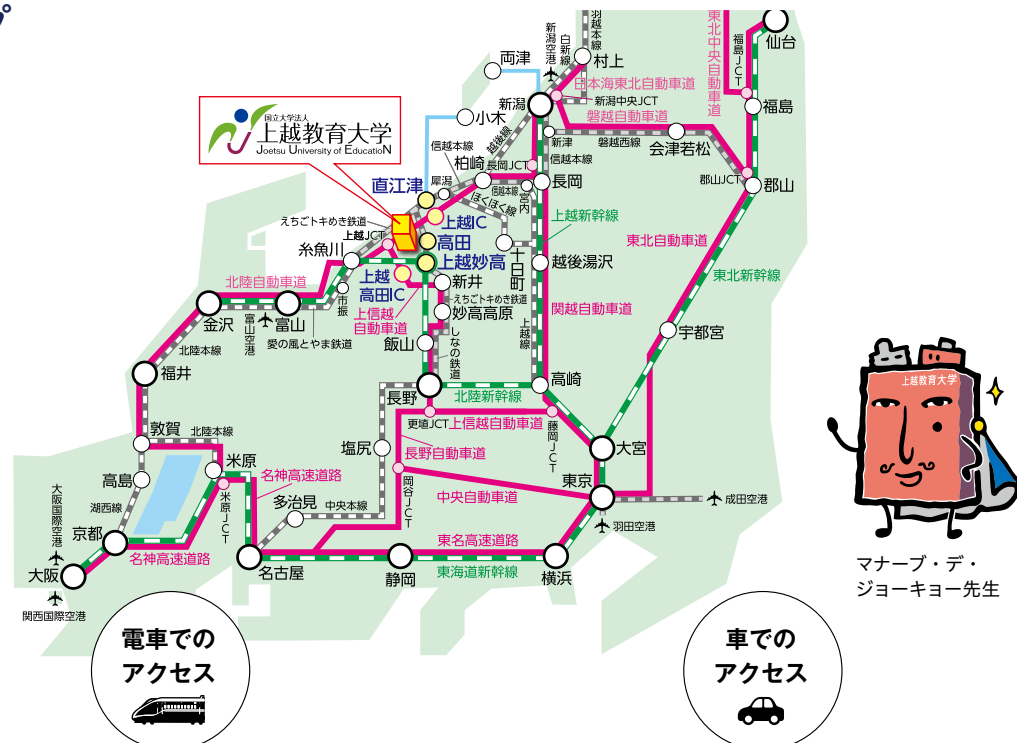 プ
羽越本線
新潟空港
白新線
村上
両津
東北中央自動車道
福島JCT
仙台
日本海東北自動車道
新潟
新潟中央JCT
福島
磐越自動車道
小木
国立大学法人
上越教育大学
Joetsu University of EducatioN
越後線
新津
磐越西線
会津若松
信越本線
信越本線
柏崎
長岡JCT
郡山JCT
郡山
直江津
犀潟
信越本線
宮内
長岡
ほくほく線
えちごトキめき鉄道
上越IC
上越新幹線
上越JCT
高田
東北自動車道
糸魚川
上越妙高
十日町
越後湯沢
東北新幹線
北陸自動車道
上越
高田IC
新井
市振
えちごトキめき鉄道
上信越
自動車道
妙高高原
関越自動車道
金沢
富山空港
富山
宇都宮
愛の風とやま鉄道
飯山
しなの鉄道
上越線
北陸本線
福井
高崎
上越教育大学
長野
北陸新幹線
更埴JCT
上信越自動車道
藤岡JCT
敦賀
北陸本線
塩尻
長野自動車道
大宮
米原
高島
名神高速道路
岡谷JCT
東京
中央自動車道
成田空港
大阪国際空港
湖西線
米原JCT
多治見
中央本線
羽田空港
京都
東名高速道路
名神高速道路
大阪
名古屋
静岡
東海道新幹線
横浜
マナーブ・デ・
ジョーキョー先生
関西国際空港
電車での
アクセス
車での
アクセス